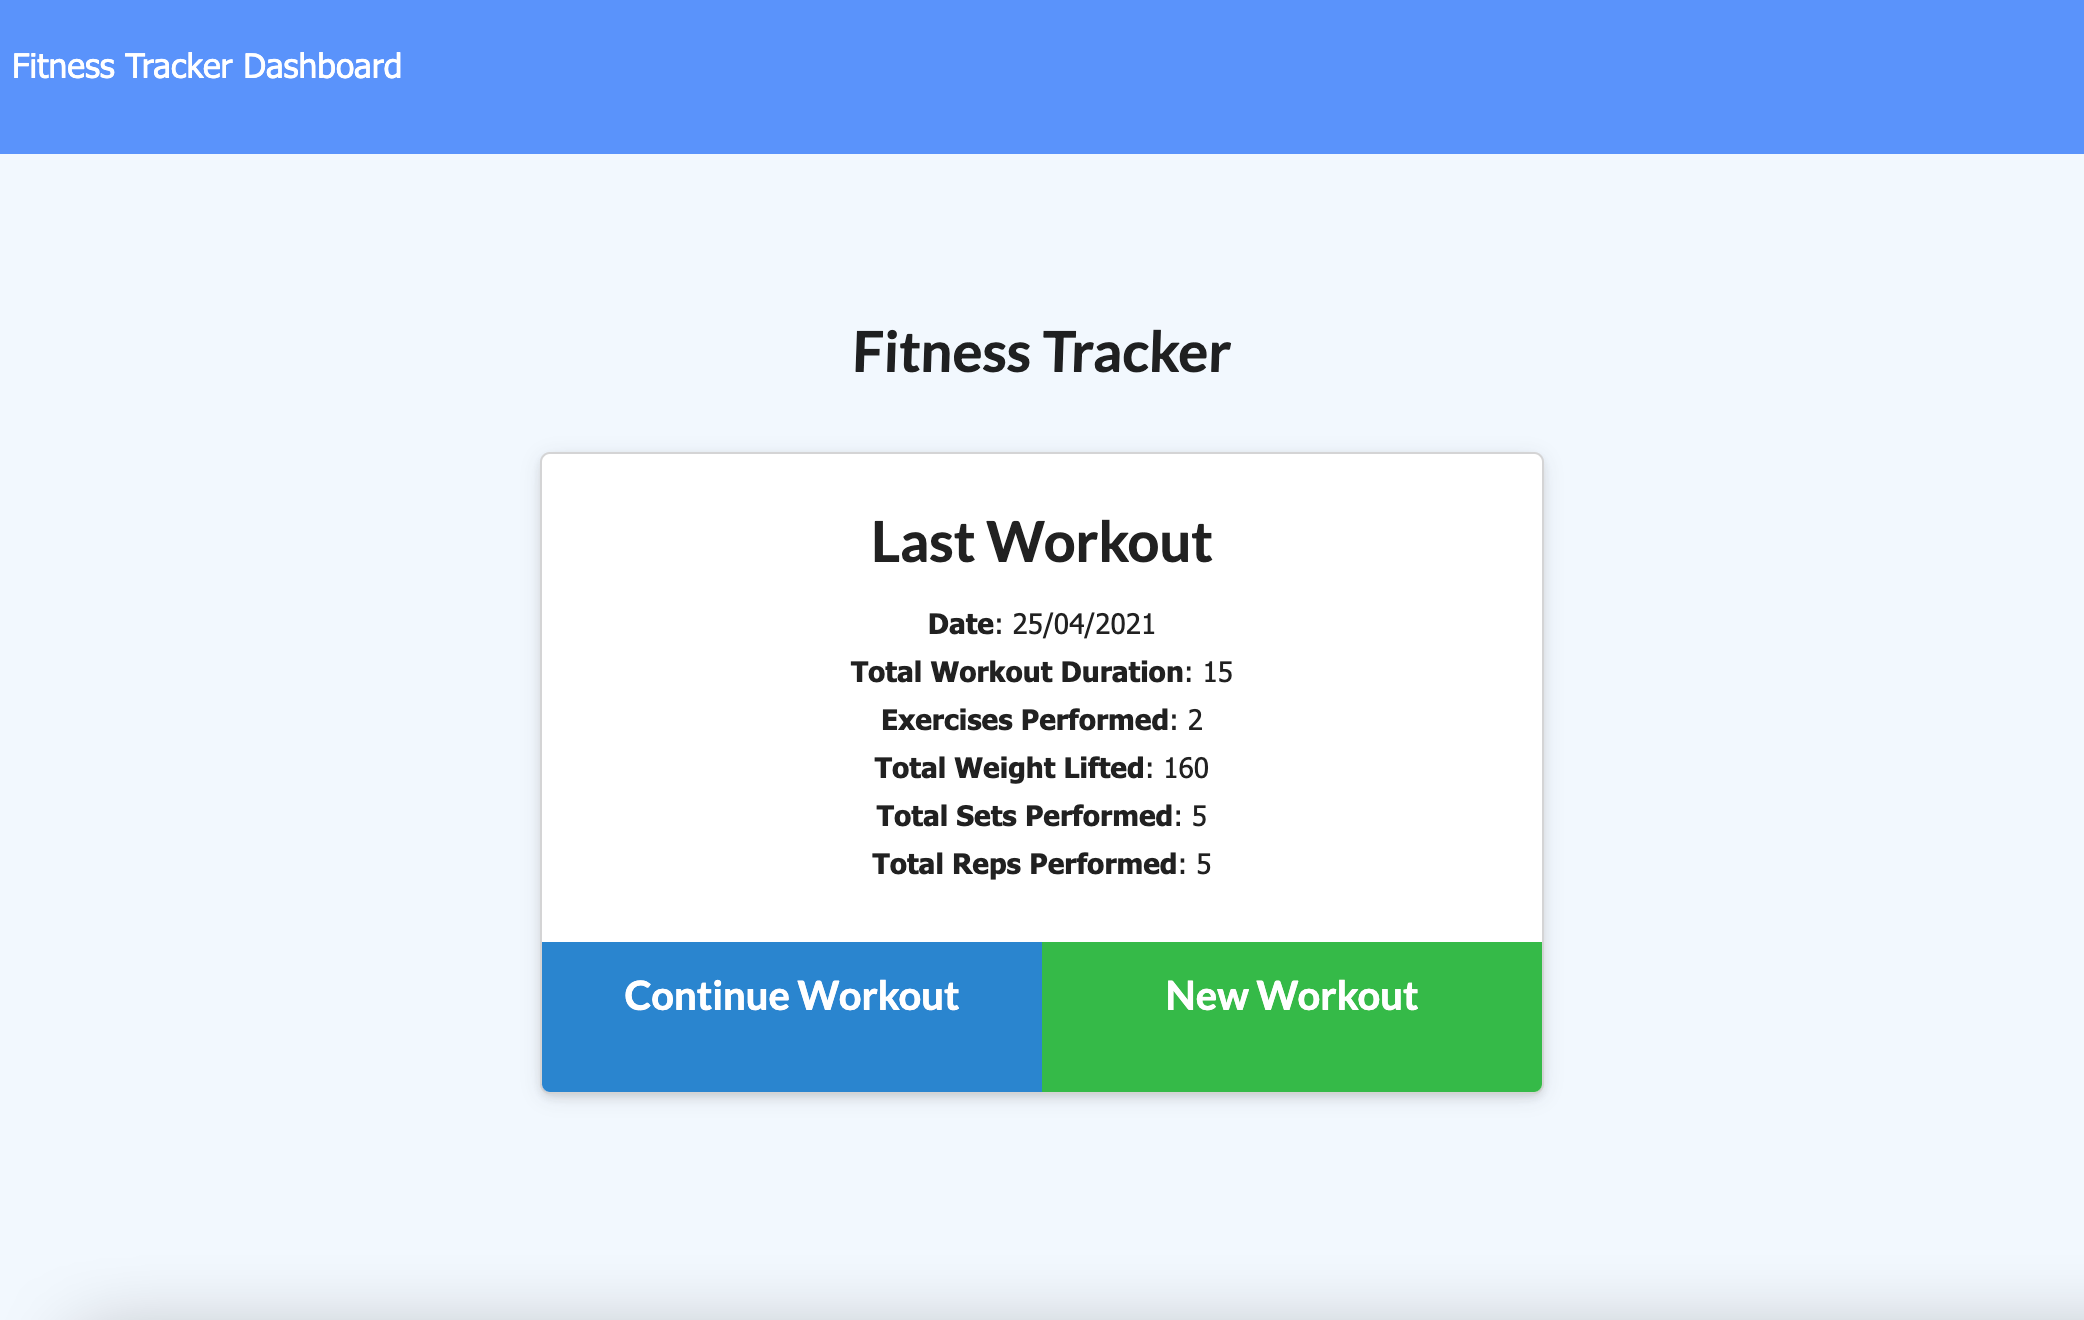 Fitness Tracker Dashboard
Fitness Tracker
Last Workout
Date: 25/04/2021
Total Workout Duration: 15
Exercises Performed: 2
Total Weight Lifted: 160
Total Sets Performed: 5
Total Reps Performed: 5
Continue Workout
New Workout